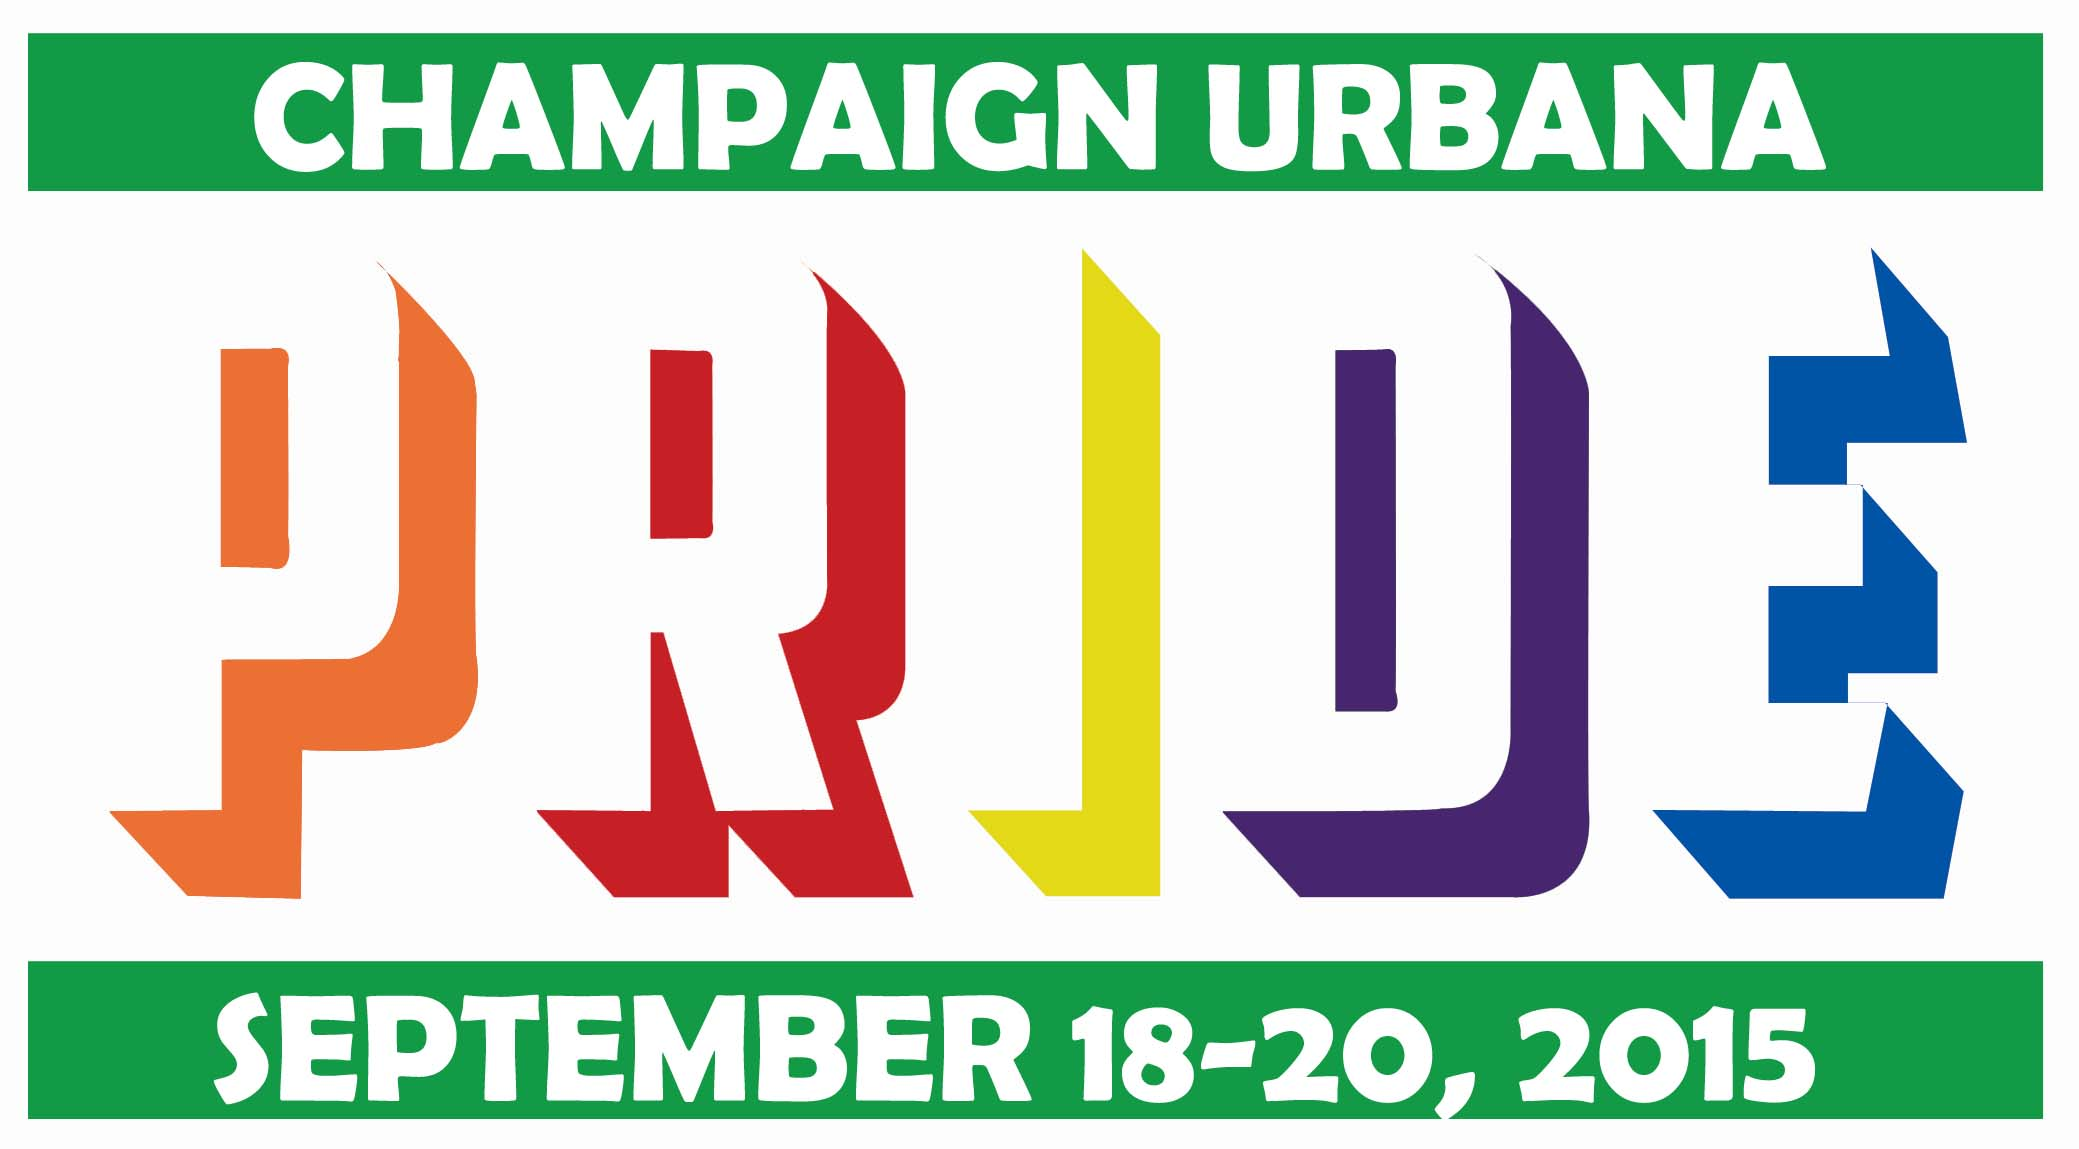 CHAMPAIGN URBANA
PRIDE
SEPTEMBER 18-20, 2015